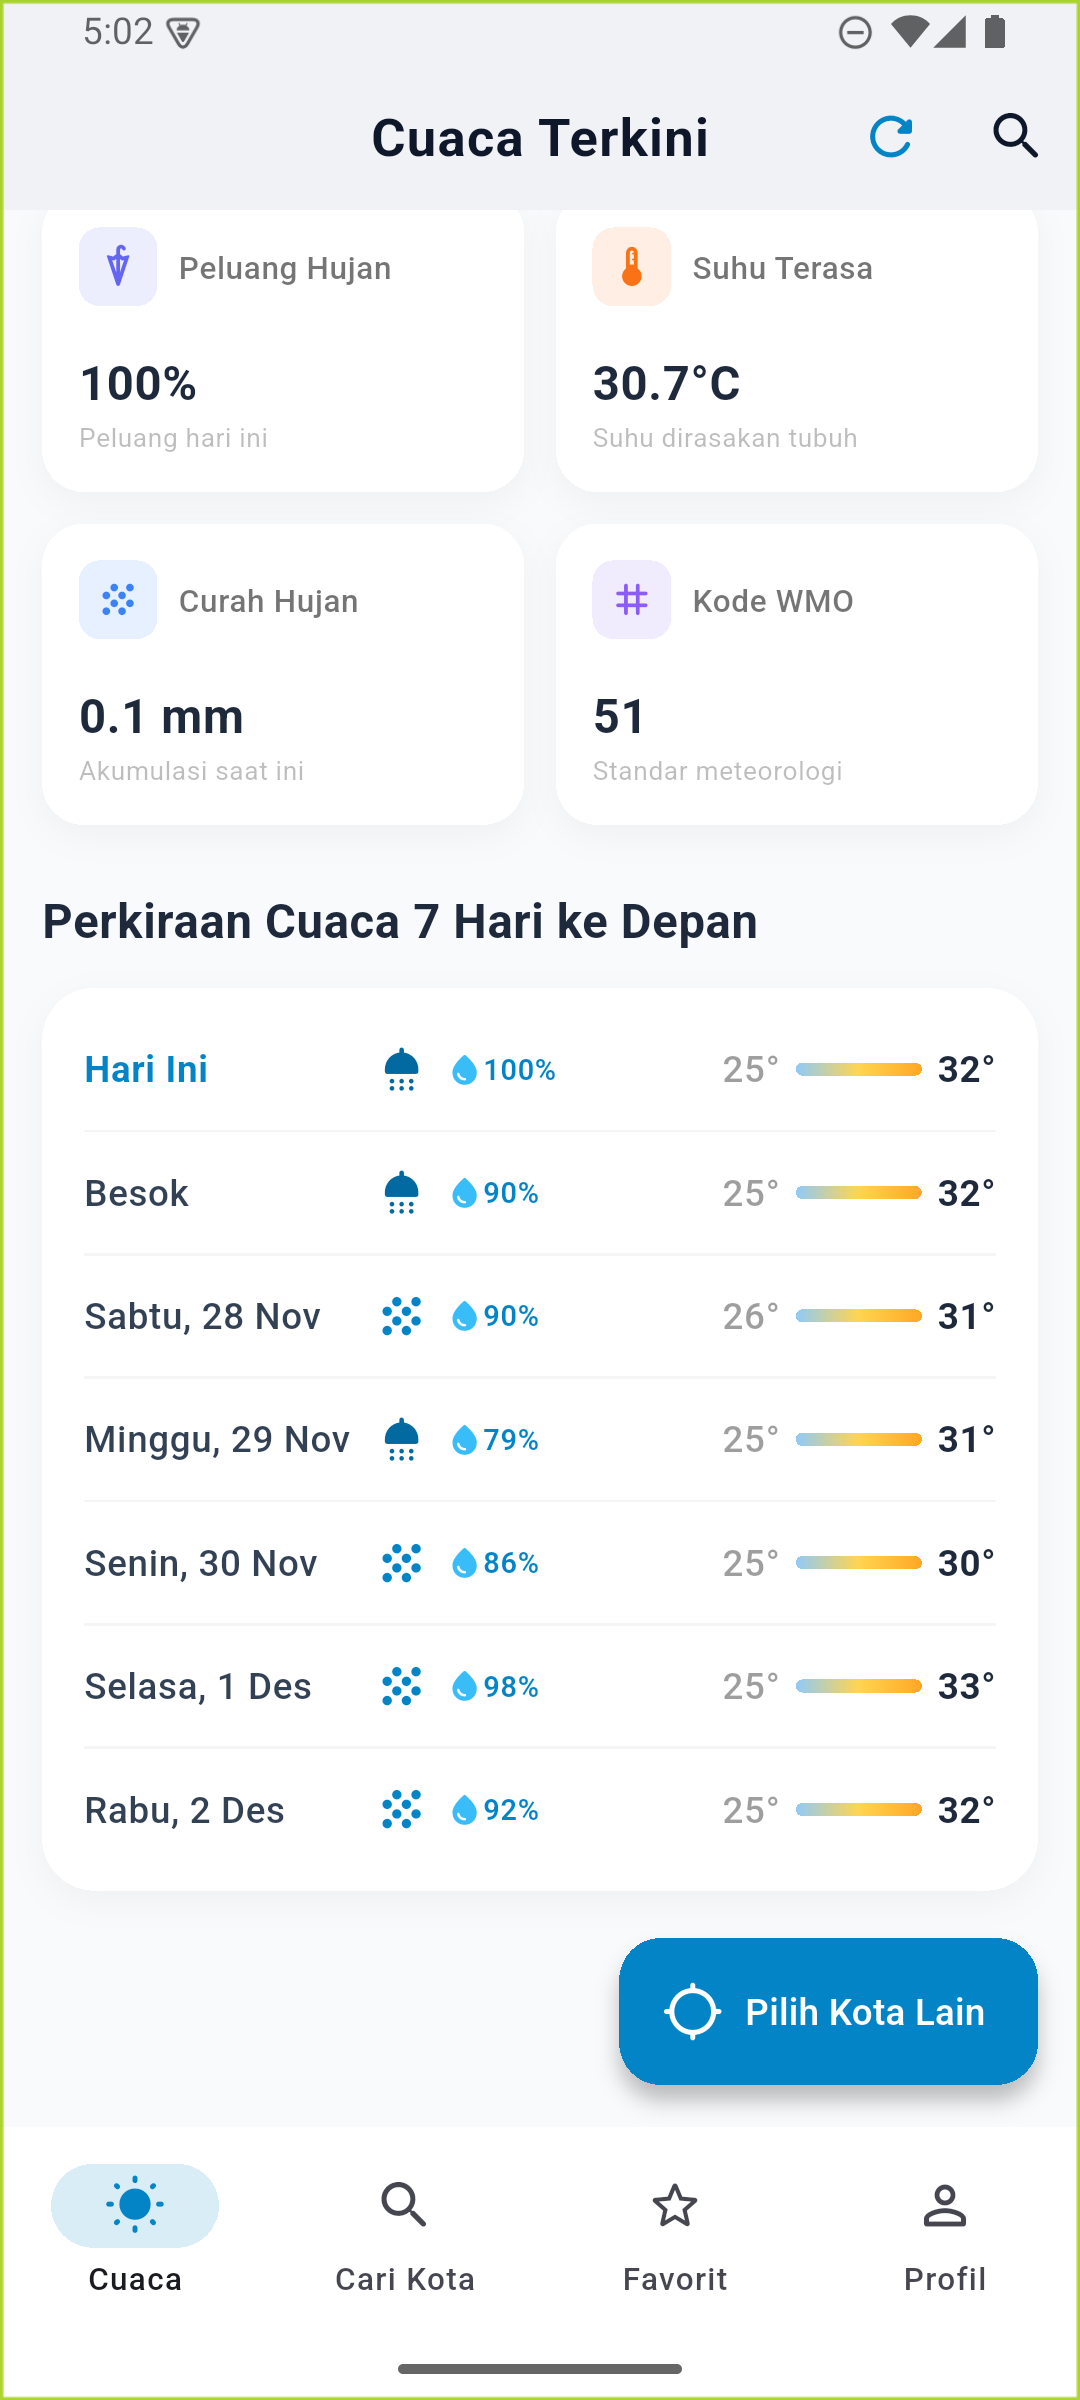 5:02
Cuaca Terkini
Peluang Hujan
100%
Peluang hari ini
Suhu Terasa
30.7°C
Suhu dirasakan tubuh
Curah Hujan
0.1 mm
Akumulasi saat ini
Kode WMO
51
Standar meteorologi
Perkiraan Cuaca 7 Hari ke Depan
Hari Ini 100% 25° 32°
Besok 90% 25° 32°
Sabtu, 28 Nov 90% 26° 31°
Minggu, 29 Nov 79% 25° 31°
Senin, 30 Nov 86% 25° 30°
Selasa, 1 Des 98% 25° 33°
Rabu, 2 Des 92% 25° 32°
Pilih Kota Lain
Cuaca Cari Kota Favorit Profil